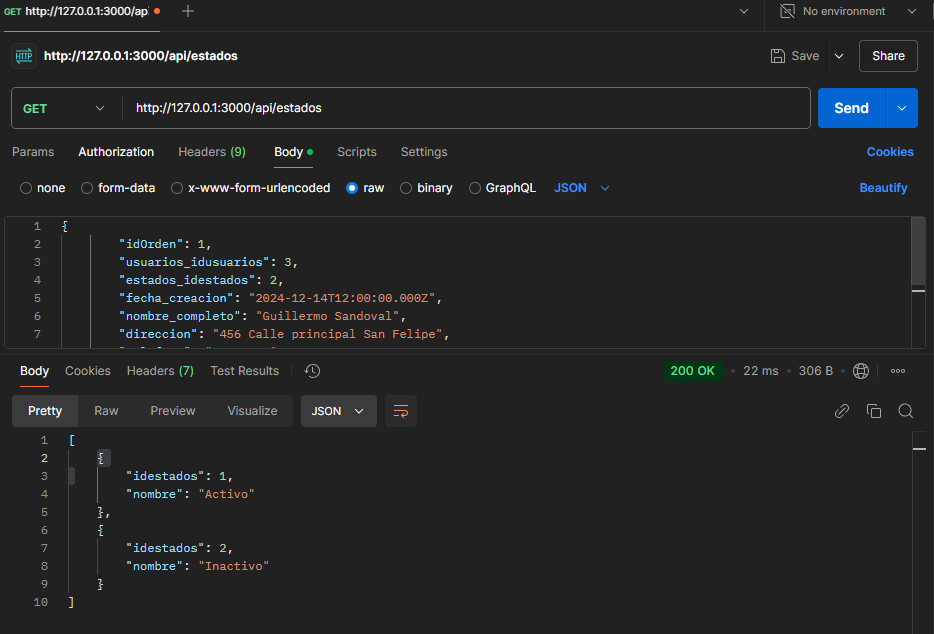 GET http://127.0.0.1:3000/ap No environment
HTTP http://127.0.0.1:3000/api/estados Save Share
GET http://127.0.0.1:3000/api/estados Send
Params Authorization Headers (9) Body Scripts Settings Cookies
none form-data x-www-form-urlencoded raw binary GraphQL JSON Beautify
1 {
2 "idOrden": 1,
3 "usuarios_idusuarios": 3,
4 "estados_idestados": 2,
5 "fecha_creacion": "2024-12-14T12:00:00.000Z",
6 "nombre_completo": "Guillermo Sandoval",
7 "direccion": "456 Calle principal San Felipe",
Body Cookies Headers (7) Test Results 200 OK 22 ms 306 B
Pretty Raw Preview Visualize JSON
1 [
2 {
3 "idestados": 1,
4 "nombre": "Activo"
5 },
6 {
7 "idestados": 2,
8 "nombre": "Inactivo"
9 }
10 ]